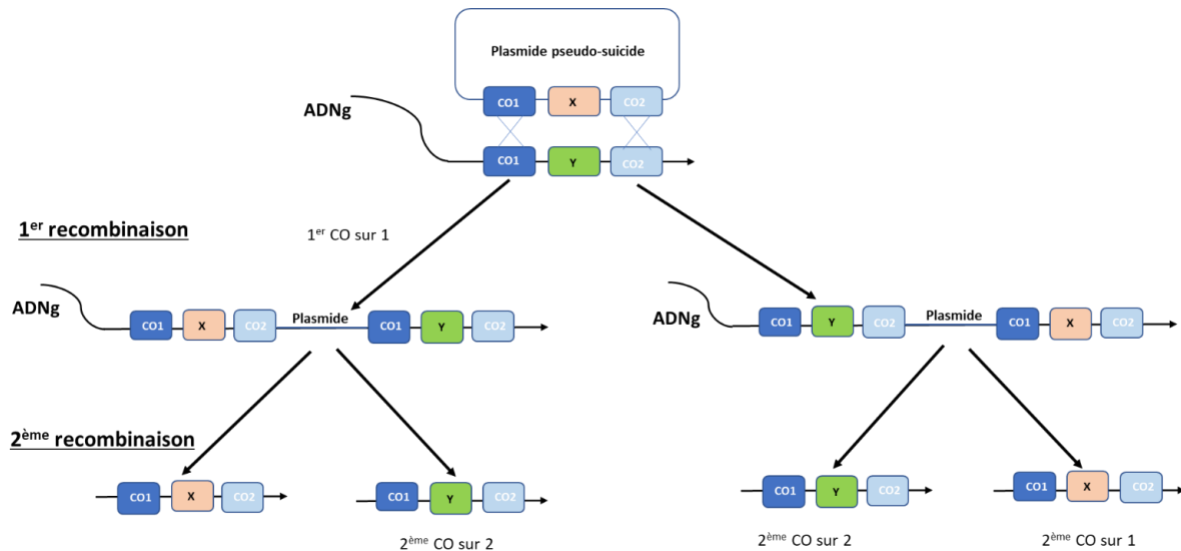 Plasmide pseudo-suicide
CO1 X CO2
ADNg
CO1 Y CO2
1er recombinaison
1er CO sur 1
ADNg CO1 X CO2 Plasmide CO1 Y CO2
ADNg CO1 Y CO2 Plasmide CO1 X CO2
2ème recombinaison
CO1 X CO2
CO1 Y CO2
CO1 Y CO2
CO1 X CO2
2ème CO sur 2
2ème CO sur 2
2ème CO sur 1